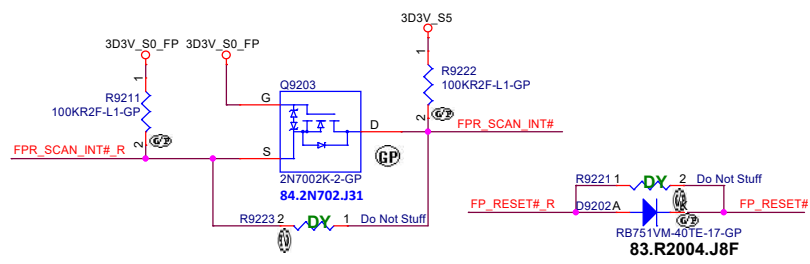 3D3V_S5
3D3V_S0_FP
3D3V_S0_FP
1
R9222
100KR2F-L1-GP
2
G/P
1
R9211
100KR2F-L1-GP
2
G/P
Q9203
G
D
S
GP
2N7002K-2-GP
84.2N702.J31
FPR_SCAN_INT#
FPR_SCAN_INT#_R
R9223 2
DY
1
Do Not Stuff
R9221 1
DY
2
Do Not Stuff
FP_RESET#_R
D9202
A
K
G/P
FP_RESET#
RB751VM-40TE-17-GP
83.R2004.J8F